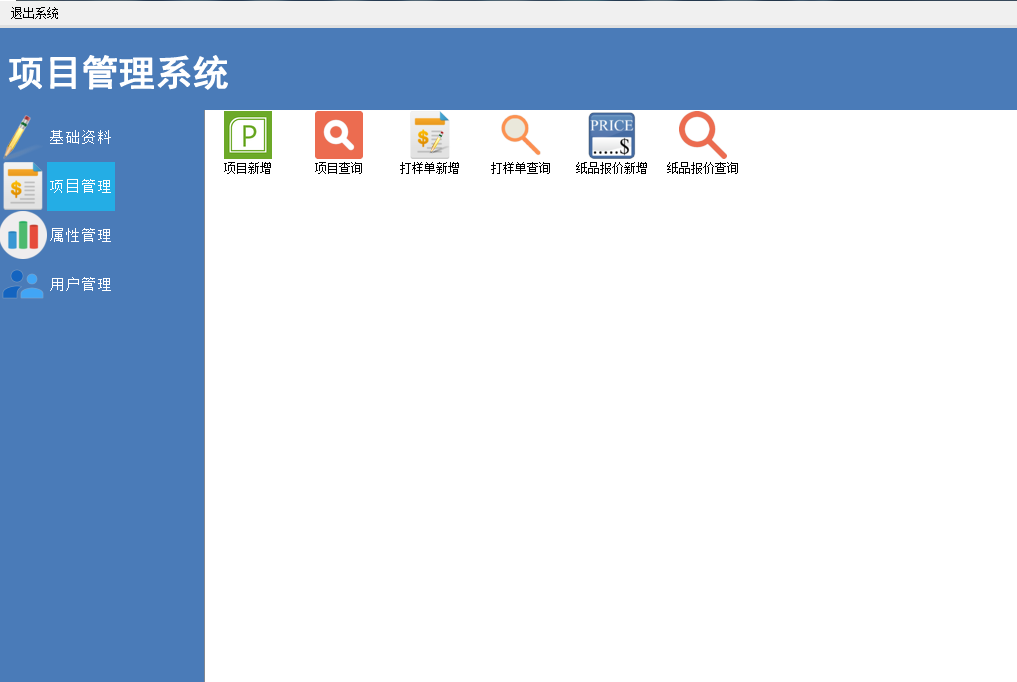 退出系统
项目管理系统
基础资料
项目管理
属性管理
用户管理
P
PRICE
.....$
项目新增
项目查询
打样单新增
打样单查询
纸品报价新增
纸品报价查询